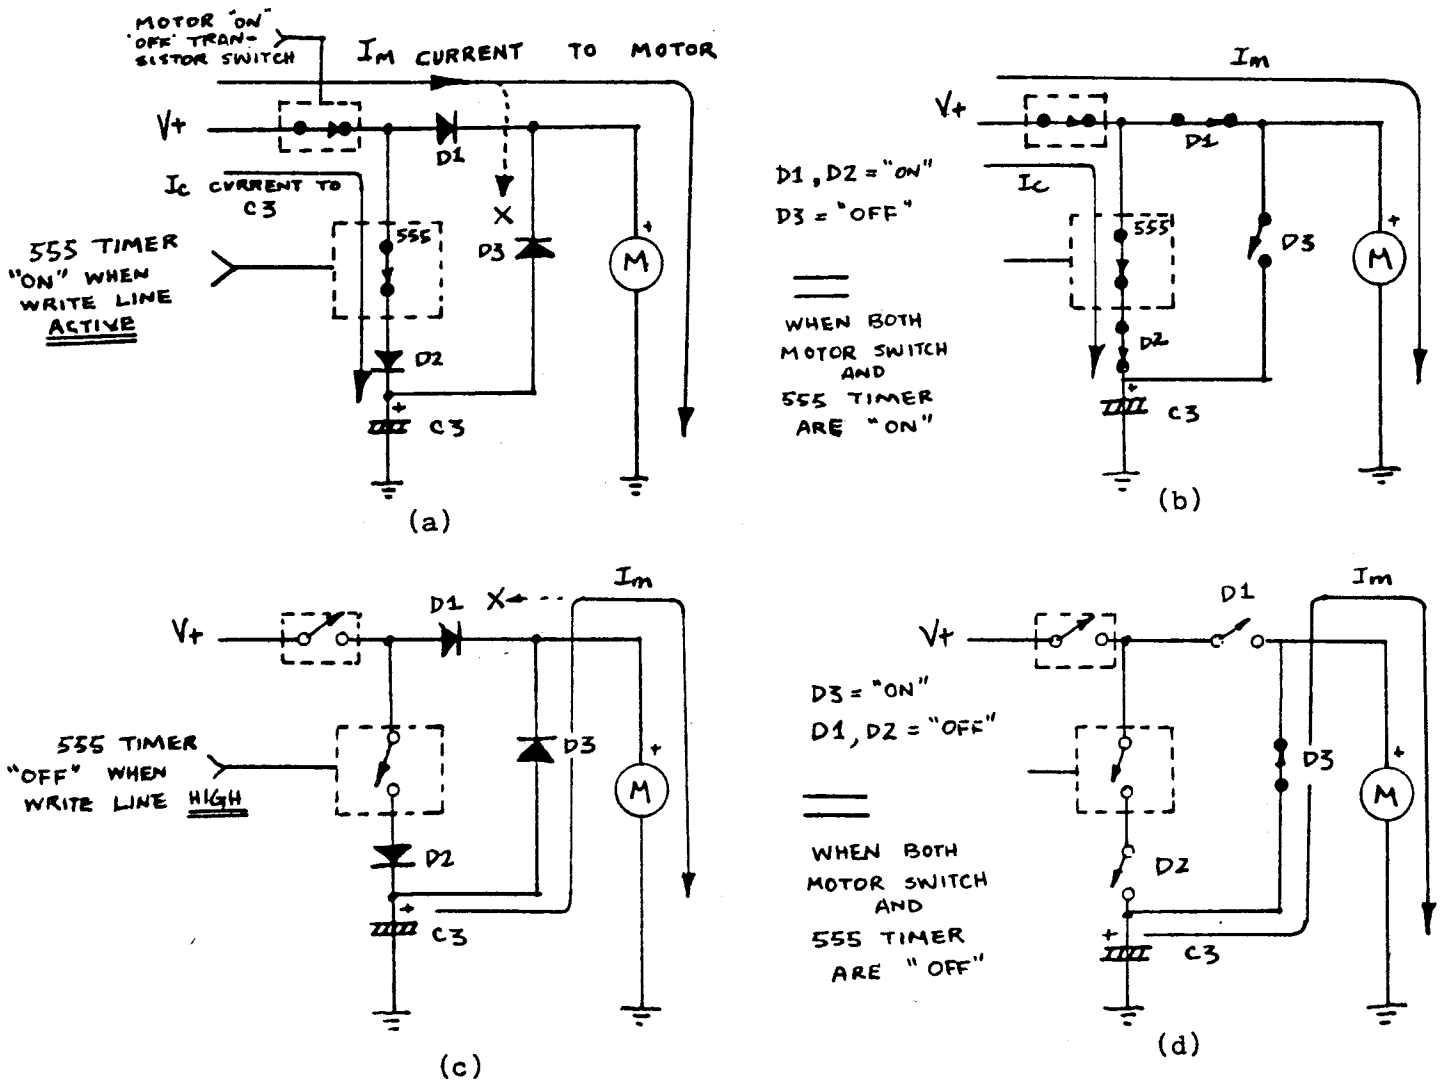 MOTOR "ON"
'OFF' TRAN-
SISTOR SWITCH
IM CURRENT TO MOTOR
V+
D1
IC CURRENT TO
C3
X
555
D3
M
+
555 TIMER
"ON" WHEN
WRITE LINE
ACTIVE
D2
+
C3
(a)
Im
V+
D1
D1, D2 = "ON"
D3 = "OFF"
IC
555
D3
+
M
WHEN BOTH
MOTOR SWITCH
AND
555 TIMER
ARE "ON"
D2
+
C3
(b)
Im
D1
X
V+
555 TIMER
"OFF" WHEN
WRITE LINE HIGH
D3
+
M
D2
+
C3
(c)
Im
D1
V+
D3 = "ON"
D1, D2 = "OFF"
D3
+
M
WHEN BOTH
MOTOR SWITCH
AND
555 TIMER
ARE "OFF"
D2
+
C3
(d)